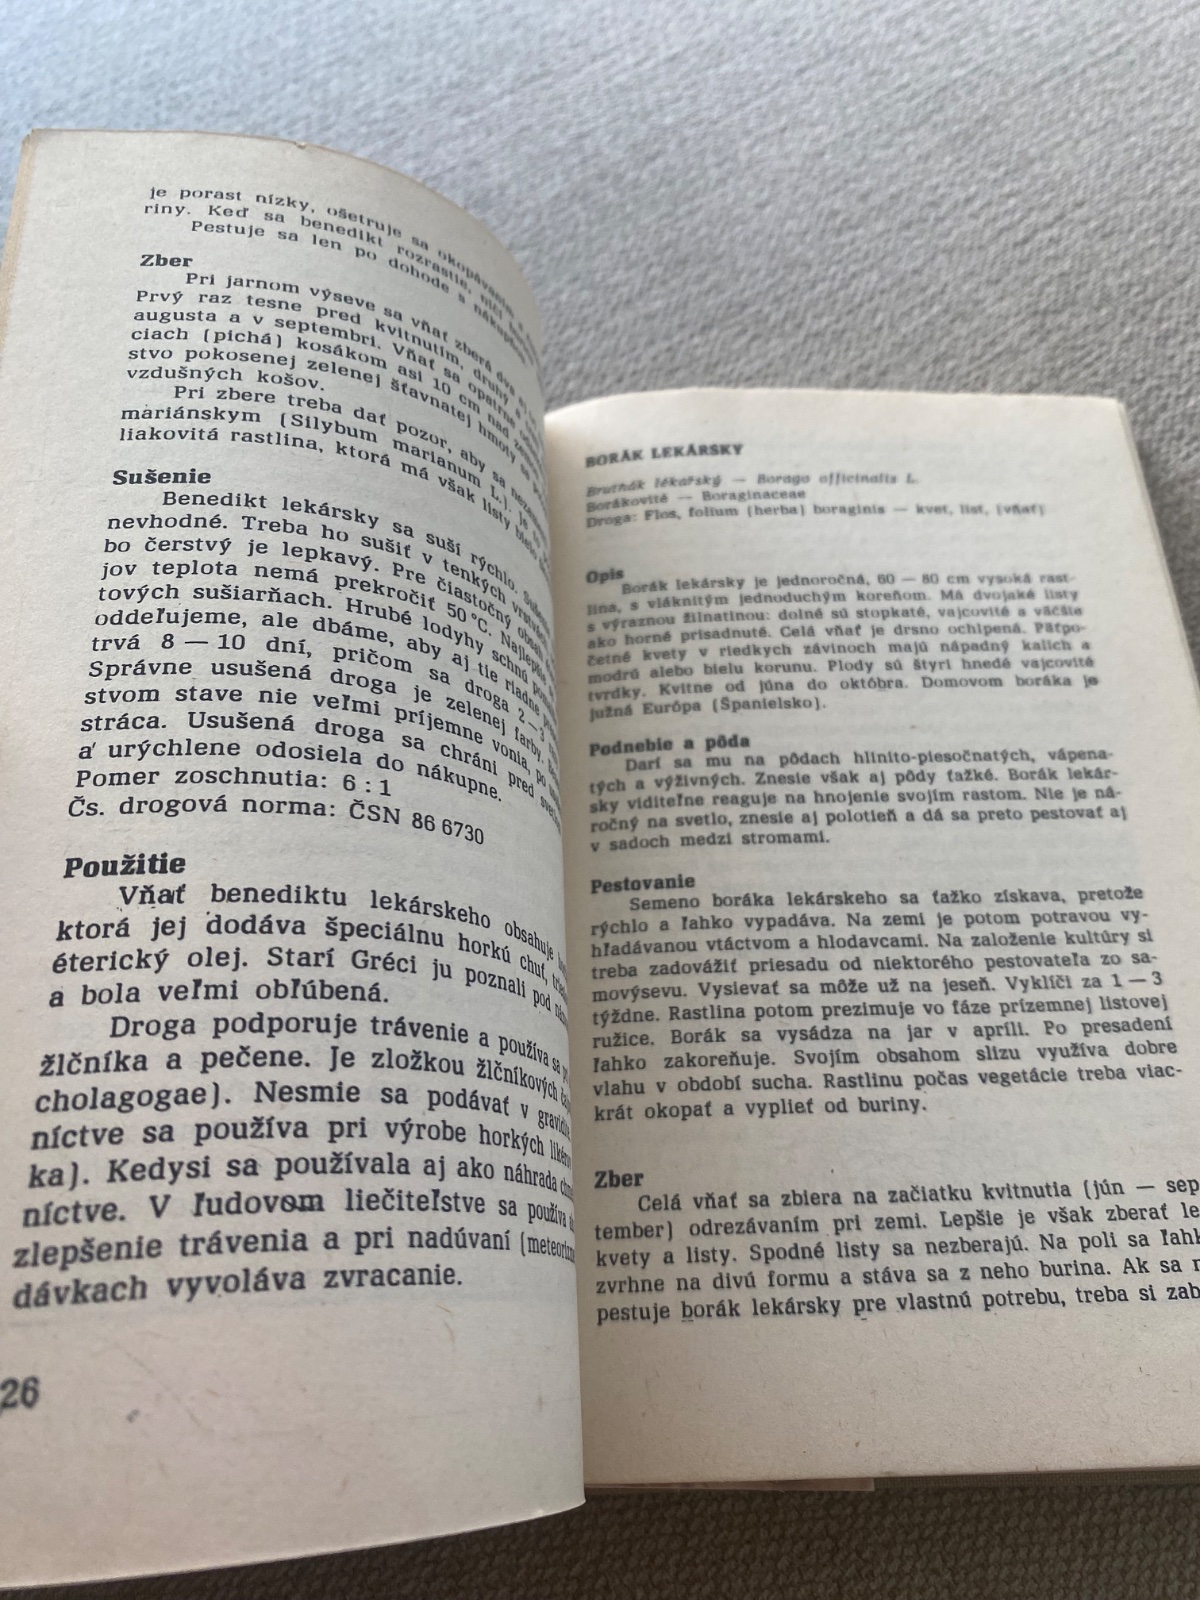 je porast nízky, ošetruje sa okopávaním a
riny. Keď sa benedikt rozrastie, ničí
Pestuje sa len po dohode s nákupňou
Zber
Pri jarnom výseve sa vňať zberá dva
Prvý raz tesne pred kvitnutím, druhý
augusta a v septembri. Vňať sa opatrne
ciach (pichá) kosákom asi 10 cm nad
stvo pokosenej zelenej šťavnatej hmoty sa
vzdušných košov.
Pri zbere treba dať pozor, aby sa
mariánskym (Silybum marianum L.). Je to
liakovitá rastlina, ktorá má však listy
Sušenie
Benedikt lekársky sa suší rýchlo.
nevhodné. Treba ho sušiť v tenkých vrstvách
bo čerstvý je lepkavý. Pre čiastočný obsah
jov teplota nemá prekročiť 50 °C. Najlepšie
tových sušiarňach. Hrubé lodyhy schnú
oddeľujeme, ale dbáme, aby aj tie riadne
trvá 8 — 10 dní, pričom sa droga 2—3
Správne usušená droga je zelenej farby.
stvom stave nie veľmi príjemne vonia, po
stráca. Usušená droga sa chráni pred
a urýchlene odosiela do nákupne.
Pomer zoschnutia: 6 : 1
Čs. drogová norma: ČSN 86 6730
Použitie
Vňať benediktu lekárskeho obsahuje
ktorá jej dodáva špeciálnu horkú chuť,
éterický olej. Starí Gréci ju poznali pod
a bola veľmi obľúbená.
Droga podporuje trávenie a používa sa
žlčníka a pečene. Je zložkou žlčníkových
cholagogae). Nesmie sa podávať v
níctve sa používa pri výrobe horkých
ka). Kedysi sa používala aj ako náhrada
níctve. V ľudovom liečiteľstve sa používa
zlepšenie trávenia a pri nadúvaní
dávkach vyvoláva zvracanie.
26
BORÁK LEKÁRSKY
Brutnák lékařský — Borago officinalis L.
Borákovité — Boraginaceae
Droga: Flos, folium (herba) boraginis — kvet, list, (vňať)
Opis
Borák lekársky je jednoročná, 60 — 80 cm vysoká rast-
lina, s vláknitým jednoduchým koreňom. Má dvojaké listy
s výraznou žilnatinou: dolné sú stopkaté, vajcovité a väčšie
ako horné prisadnuté. Celá vňať je drsno ochlpená. Päťpo-
četné kvety v riedkych závinoch majú nápadný kalich a
modrú alebo bielu korunu. Plody sú štyri hnedé vajcovité
tvrdky. Kvitne od júna do októbra. Domovom boráka je
južná Európa (Španielsko).
Podnebie a pôda
Darí sa mu na pôdach hlinito-piesočnatých, vápena-
tých a výživných. Znesie však aj pôdy ťažké. Borák lekár-
sky viditeľne reaguje na hnojenie svojím rastom. Nie je ná-
ročný na svetlo, znesie aj polotieň a dá sa preto pestovať aj
v sadoch medzi stromami.
Pestovanie
Semeno boráka lekárskeho sa ťažko získava, pretože
rýchlo a ľahko vypadáva. Na zemi je potom potravou vy-
hľadávanou vtáctvom a hlodavcami. Na založenie kultúry si
treba zadovážiť priesadu od niektorého pestovateľa zo sa-
movýsevu. Vysievať sa môže už na jeseň. Vyklíči za 1 — 3
týždne. Rastlina potom prezimuje vo fáze prízemnej listovej
ružice. Borák sa vysádza na jar v apríli. Po presadení
ľahko zakoreňuje. Svojím obsahom slizu využíva dobre
vlahu v období sucha. Rastlinu počas vegetácie treba viac-
krát okopať a vyplieť od buriny.
Zber
Celá vňať sa zbiera na začiatku kvitnutia (jún — sep
tember) odrezávaním pri zemi. Lepšie je však zberať le
kvety a listy. Spodné listy sa nezberajú. Na poli sa
zvrhne na divú formu a stáva sa z neho burina. Ak sa
pestuje borák lekársky pre vlastnú potrebu, treba si